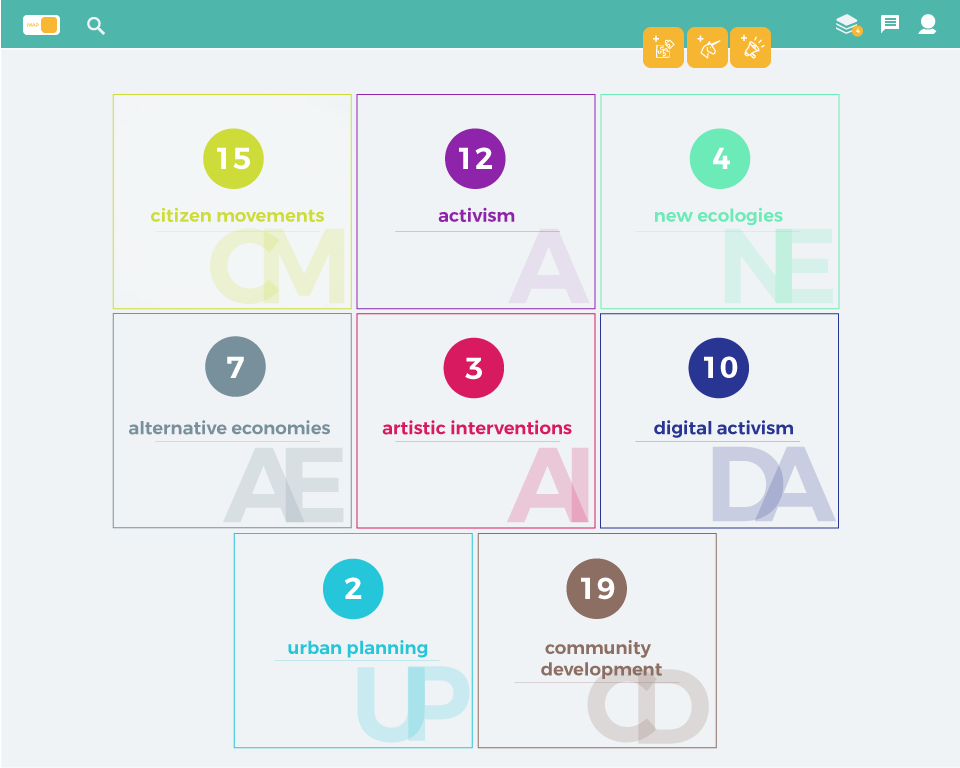 MAP
15
citizen movements
CM
12
activism
A
4
new ecologies
NE
7
alternative economies
AE
3
artistic interventions
AI
10
digital activism
DA
2
urban planning
UP
19
community
development
CD